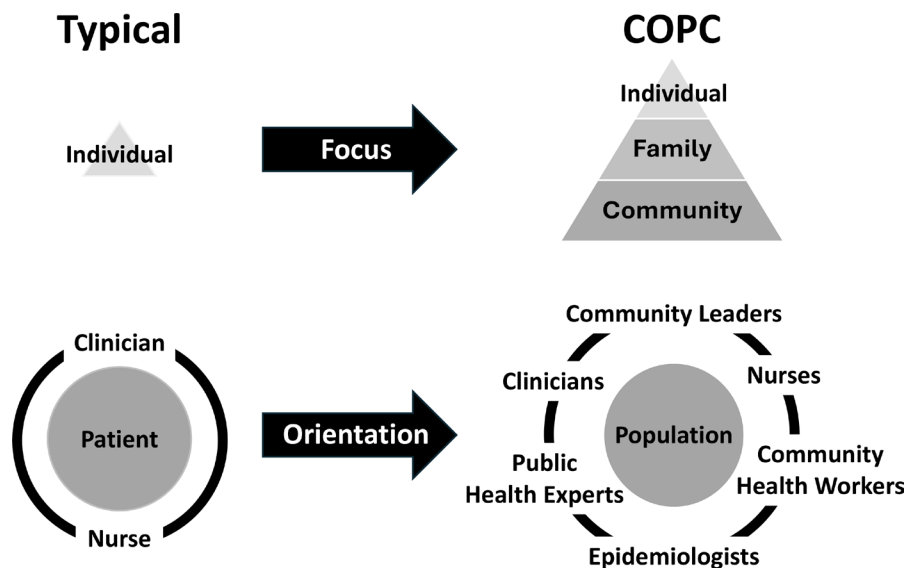 Typical
COPC
Individual
Focus
Individual
Family
Community
Clinician
Patient
Nurse
Orientation
Community Leaders
Clinicians
Nurses
Population
Public
Health Experts
Community
Health Workers
Epidemiologists